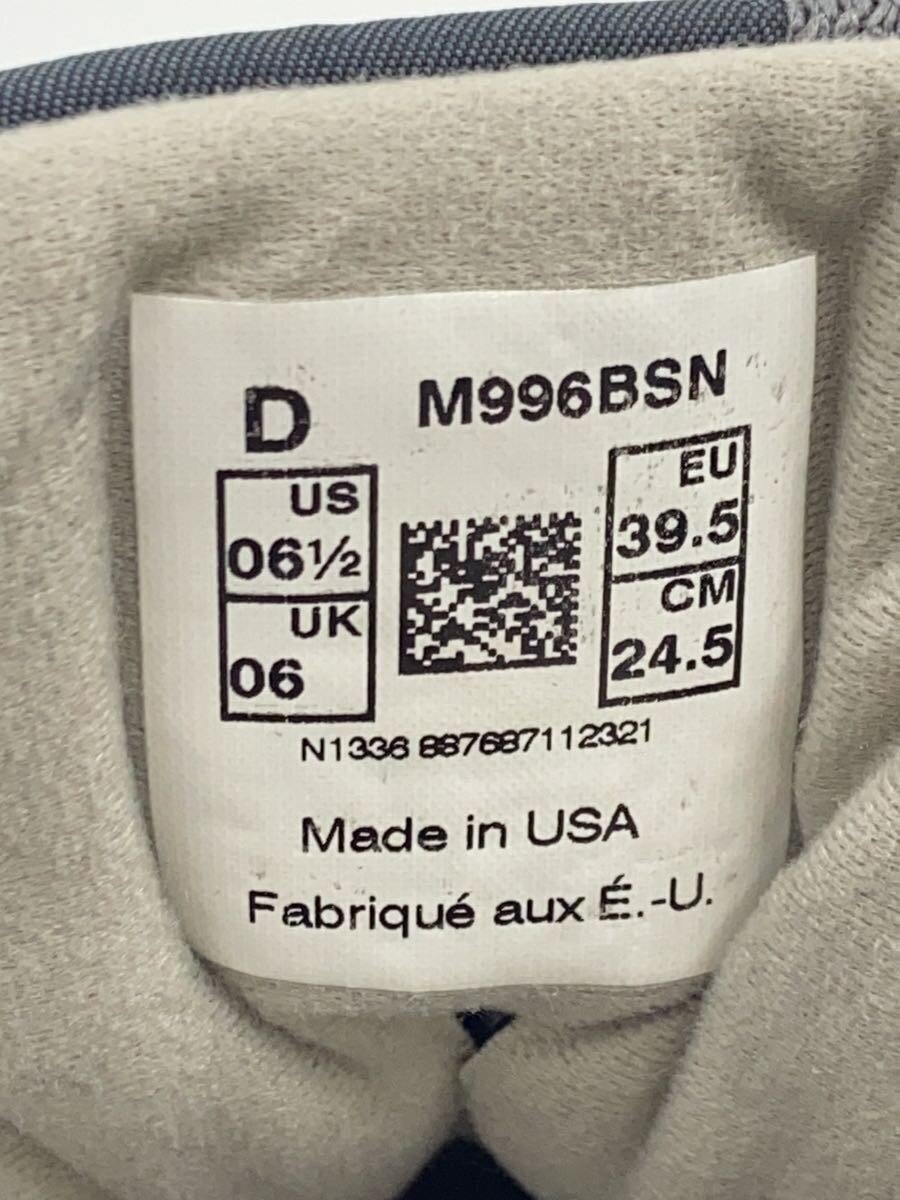 D M996BSN
US
06½
UK
06
EU
39.5
CM
24.5
N1336 887687112321
Made in USA
Fabriqué aux É.-U.